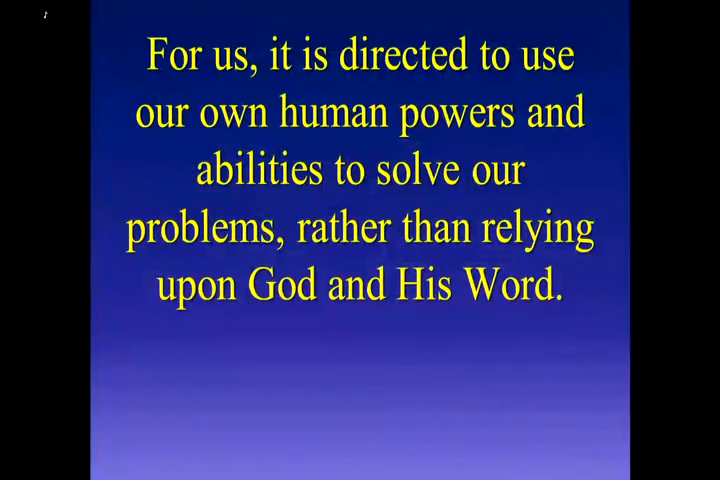 For us, it is directed to use
our own human powers and
abilities to solve our
problems, rather than relying
upon God and His Word.